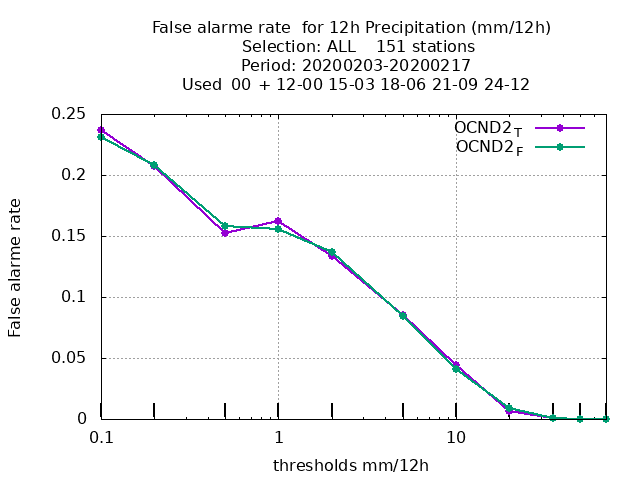 False alarme rate  for 12h Precipitation (mm/12h)
Selection: ALL    151 stations
Period: 20200203-20200217
Used  00 + 12-00 15-03 18-06 21-09 24-12
0.25
OCND2T
OCND2F
0.2
0.15
0.1
0.05
0
False alarme rate
0.1
1
10
thresholds mm/12h